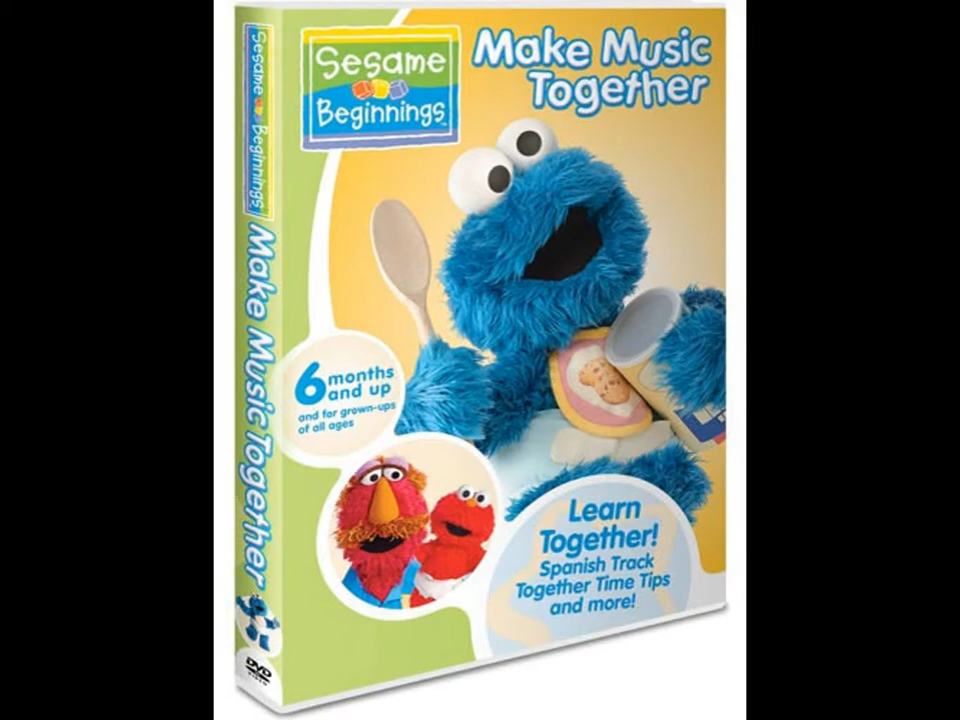 Sesame
Beginnings
Make Music
Together
Sesame Beginnings
Make Music Together
6 months
and up
and for grown-ups
of all ages
Learn
Together!
Spanish Track
Together Time Tips
and more!
DVD
VIDEO